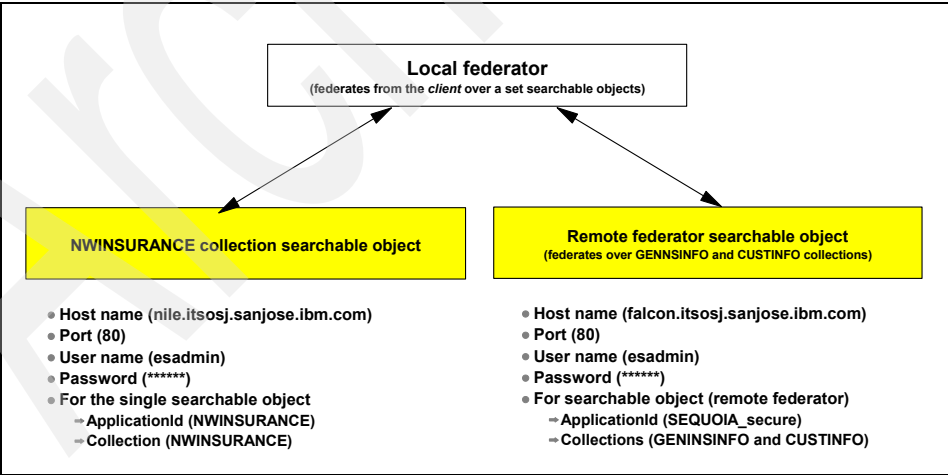 Local federator
(federates from the client over a set searchable objects)
NWINSURANCE collection searchable object
Host name (nile.itsosj.sanjose.ibm.com)
Port (80)
User name (esadmin)
Password (******)
For the single searchable object
ApplicationId (NWINSURANCE)
Collection (NWINSURANCE)
Remote federator searchable object
(federates over GENNSINFO and CUSTINFO collections)
Host name (falcon.itsosj.sanjose.ibm.com)
Port (80)
User name (esadmin)
Password (******)
For searchable object (remote federator)
ApplicationId (SEQUOIA_secure)
Collections (GENINSINFO and CUSTINFO)